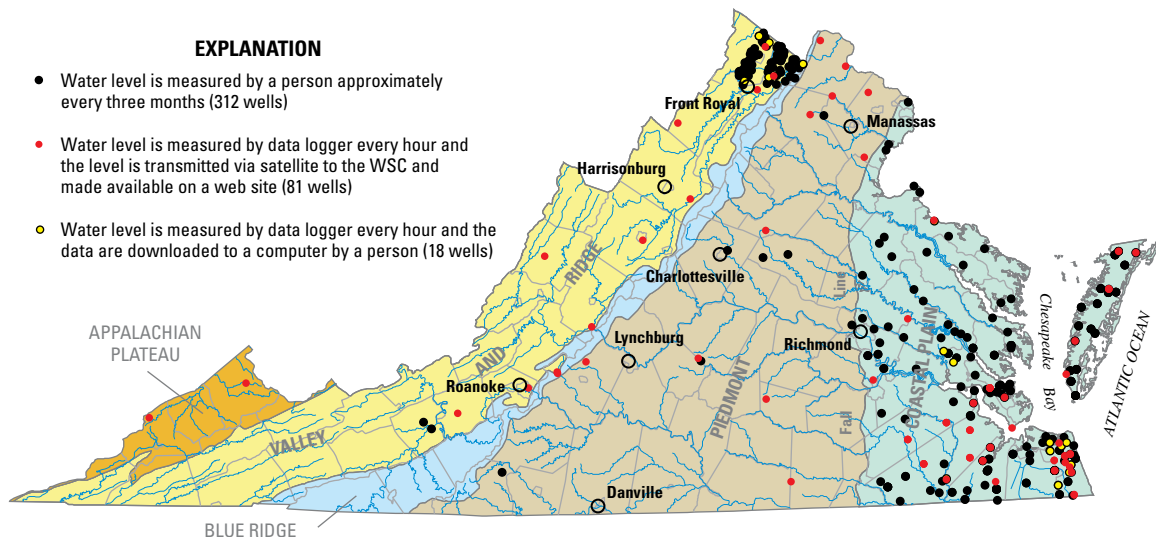 EXPLANATION
Water level is measured by a person approximately
every three months (312 wells)
Water level is measured by data logger every hour and
the level is transmitted via satellite to the WSC and
made available on a web site (81 wells)
Water level is measured by data logger every hour and the
data are downloaded to a computer by a person (18 wells)
Front Royal
Manassas
Harrisonburg
Charlottesville
Lynchburg
Richmond
Roanoke
Danville
APPALACHIAN
PLATEAU
VALLEY
AND
RIDGE
BLUE RIDGE
PIEDMONT
Fall
Line
COASTAL PLAIN
Chesapeake
Bay
ATLANTIC OCEAN